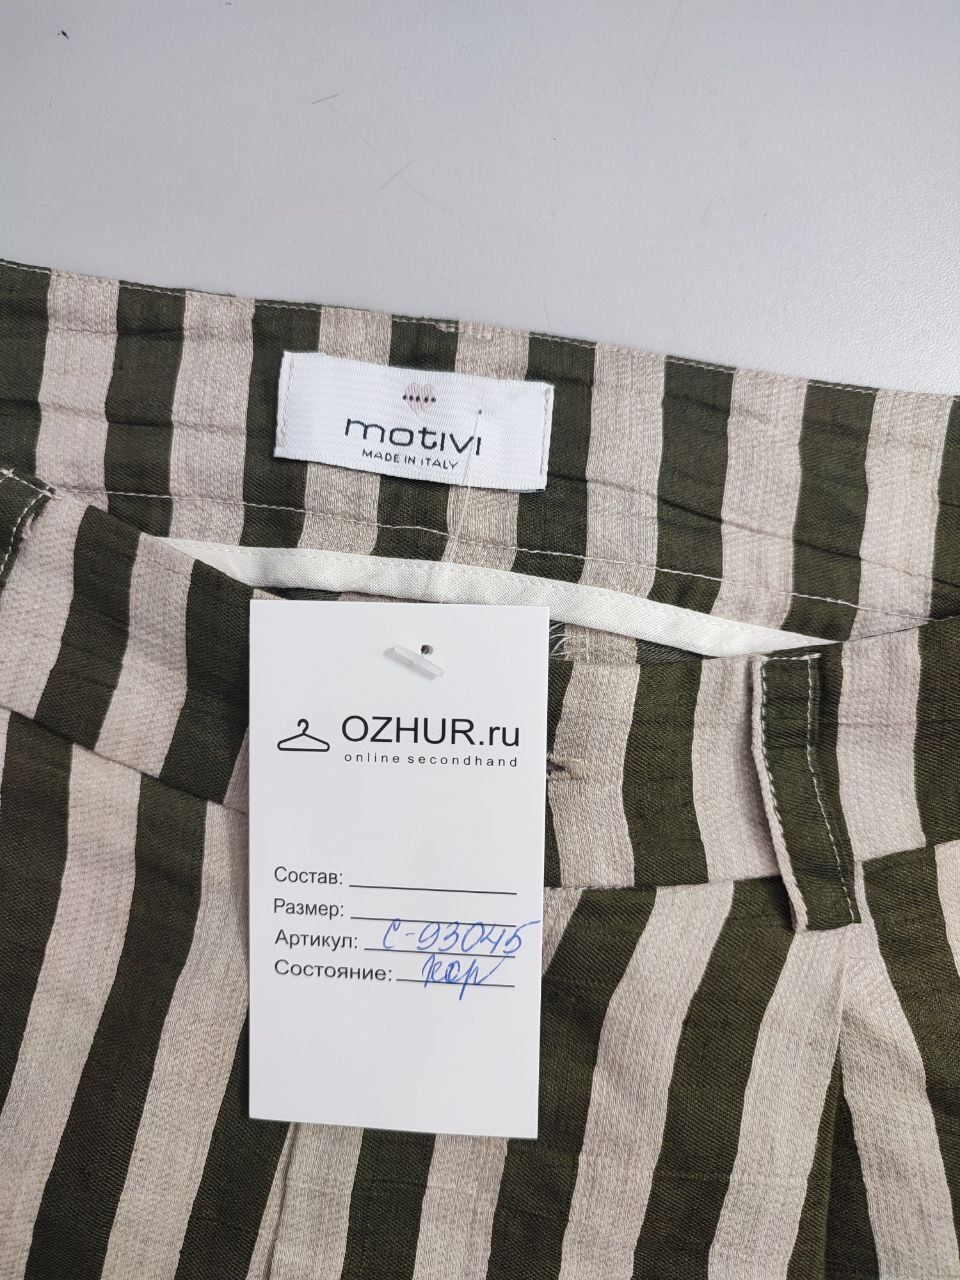 motivi
MADE IN ITALY
OZHUR.ru
online secondhand
Состав:
Размер:
Артикул: С-93045
Состояние: хор